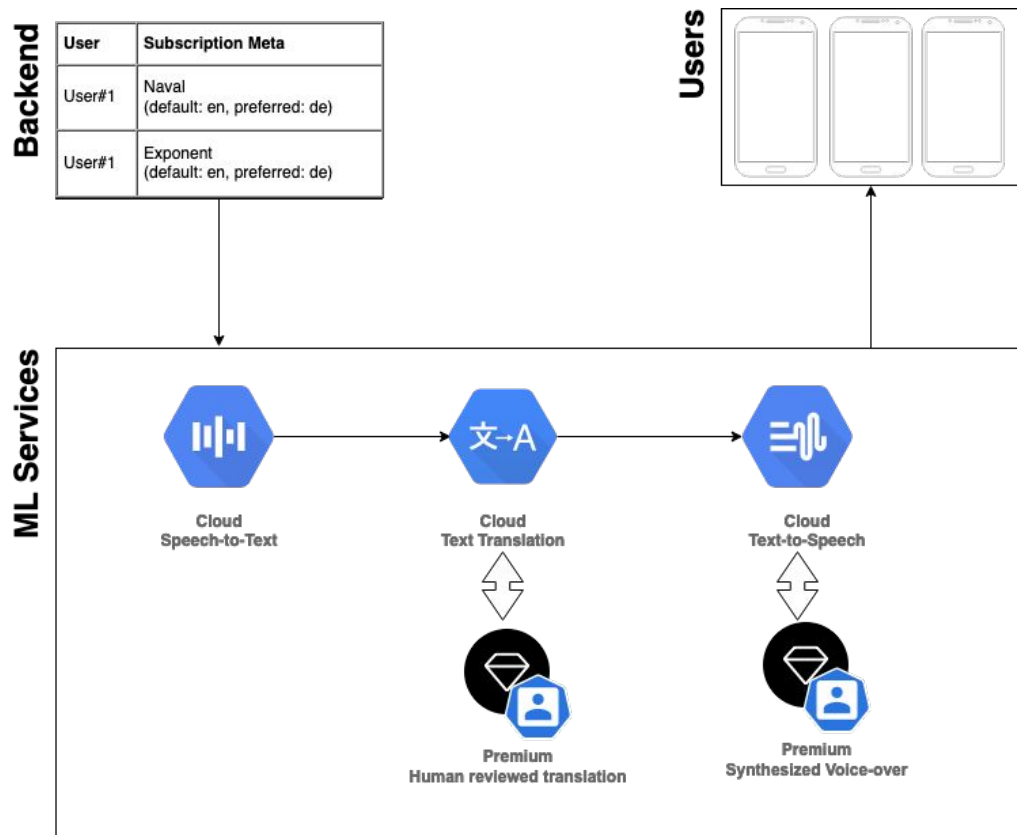 Backend
User Subscription Meta
User#1
Naval
(default: en, preferred: de)
User#1
Exponent
(default: en, preferred: de)
Users
ML Services
文→A
Cloud
Speech-to-Text
Cloud
Text Translation
Cloud
Text-to-Speech
Premium
Human reviewed translation
Premium
Synthesized Voice-over